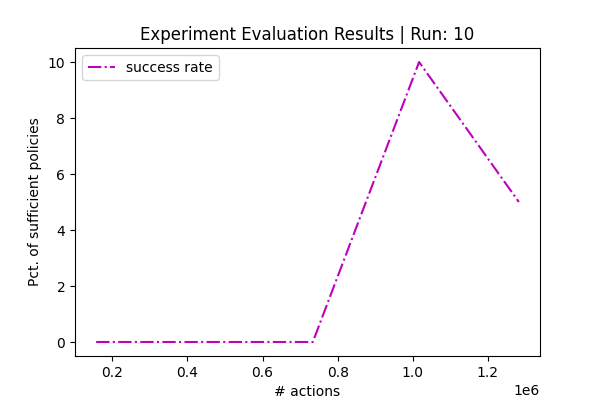 Experiment Evaluation Results | Run: 10
success rate
Pct. of sufficient policies
10
8
6
4
2
0
0.2 0.4 0.6 0.8 1.0 1.2
1e6
# actions